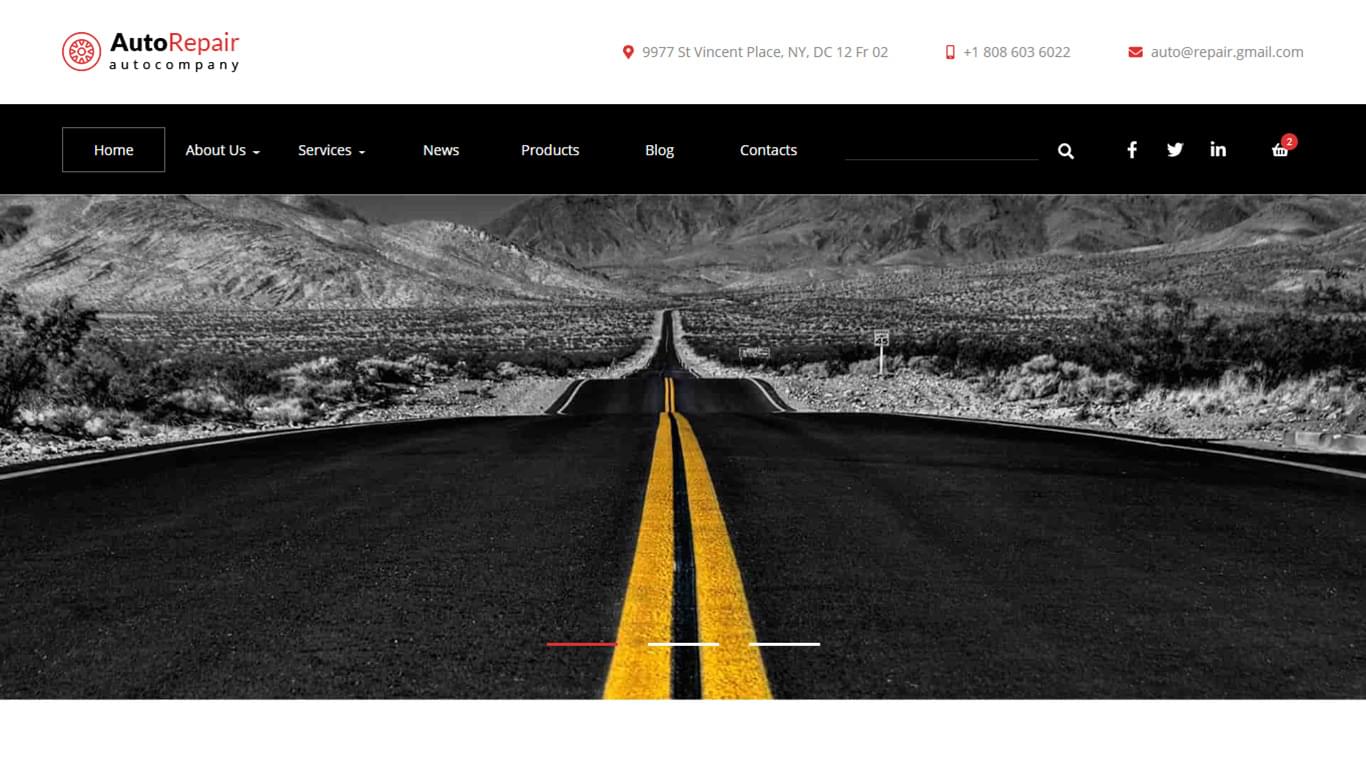 AutoRepair
autocompany
9977 St Vincent Place, NY, DC 12 Fr 02
+1 808 603 6022
auto@repair.gmail.com
Home
About Us
Services
News
Products
Blog
Contacts
2